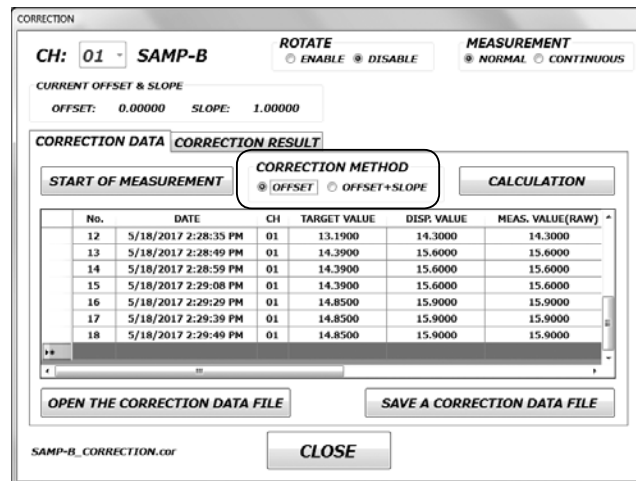 CORRECTION
CH: 01 SAMP-B
ROTATE
ENABLE DISABLE
MEASUREMENT
NORMAL CONTINUOUS
CURRENT OFFSET & SLOPE
OFFSET: 0.00000 SLOPE: 1.00000
CORRECTION DATA CORRECTION RESULT
START OF MEASUREMENT
CORRECTION METHOD
OFFSET OFFSET+SLOPE
CALCULATION
No. DATE CH TARGET VALUE DISP. VALUE MEAS. VALUE(RAW)
12 5/18/2017 2:28:35 PM 01 13.1900 14.3000 14.3000
13 5/18/2017 2:28:49 PM 01 14.3900 15.6000 15.6000
14 5/18/2017 2:28:59 PM 01 14.3900 15.6000 15.6000
15 5/18/2017 2:29:08 PM 01 14.3900 15.6000 15.6000
16 5/18/2017 2:29:29 PM 01 14.8500 15.9000 15.9000
17 5/18/2017 2:29:39 PM 01 14.8500 15.9000 15.9000
18 5/18/2017 2:29:49 PM 01 14.8500 15.9000 15.9000
OPEN THE CORRECTION DATA FILE
SAVE A CORRECTION DATA FILE
SAMP-B_CORRECTION.cor
CLOSE